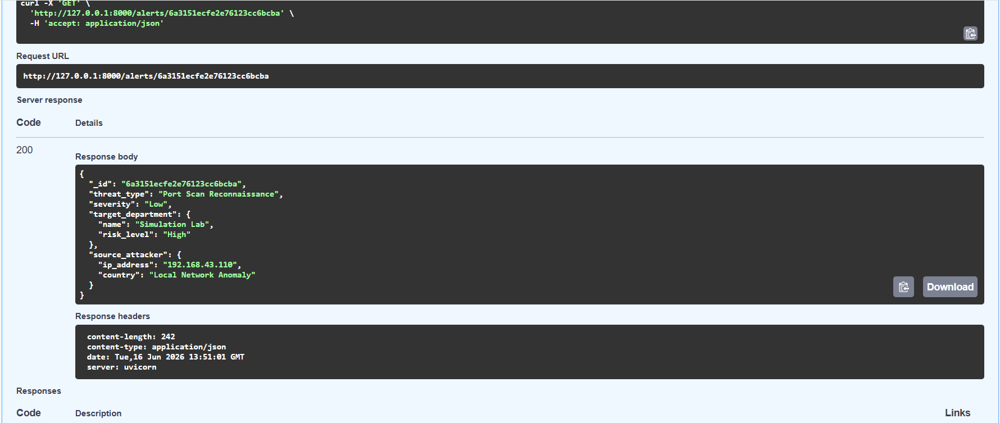 curl -X 'GET' \
  'http://127.0.0.1:8000/alerts/6a3151ecfe2e76123cc6bcba' \
  -H 'accept: application/json'
Request URL
http://127.0.0.1:8000/alerts/6a3151ecfe2e76123cc6bcba
Server response
Code Details
200
Response body
{
  "_id": "6a3151ecfe2e76123cc6bcba",
  "threat_type": "Port Scan Reconnaissance",
  "severity": "Low",
  "target_department": {
    "name": "Simulation Lab",
    "risk_level": "High"
  },
  "source_attacker": {
    "ip_address": "192.168.43.110",
    "country": "Local Network Anomaly"
  }
}
Download
Response headers
content-length: 242
content-type: application/json
date: Tue,16 Jun 2026 13:51:01 GMT
server: uvicorn
Responses
Code Description Links